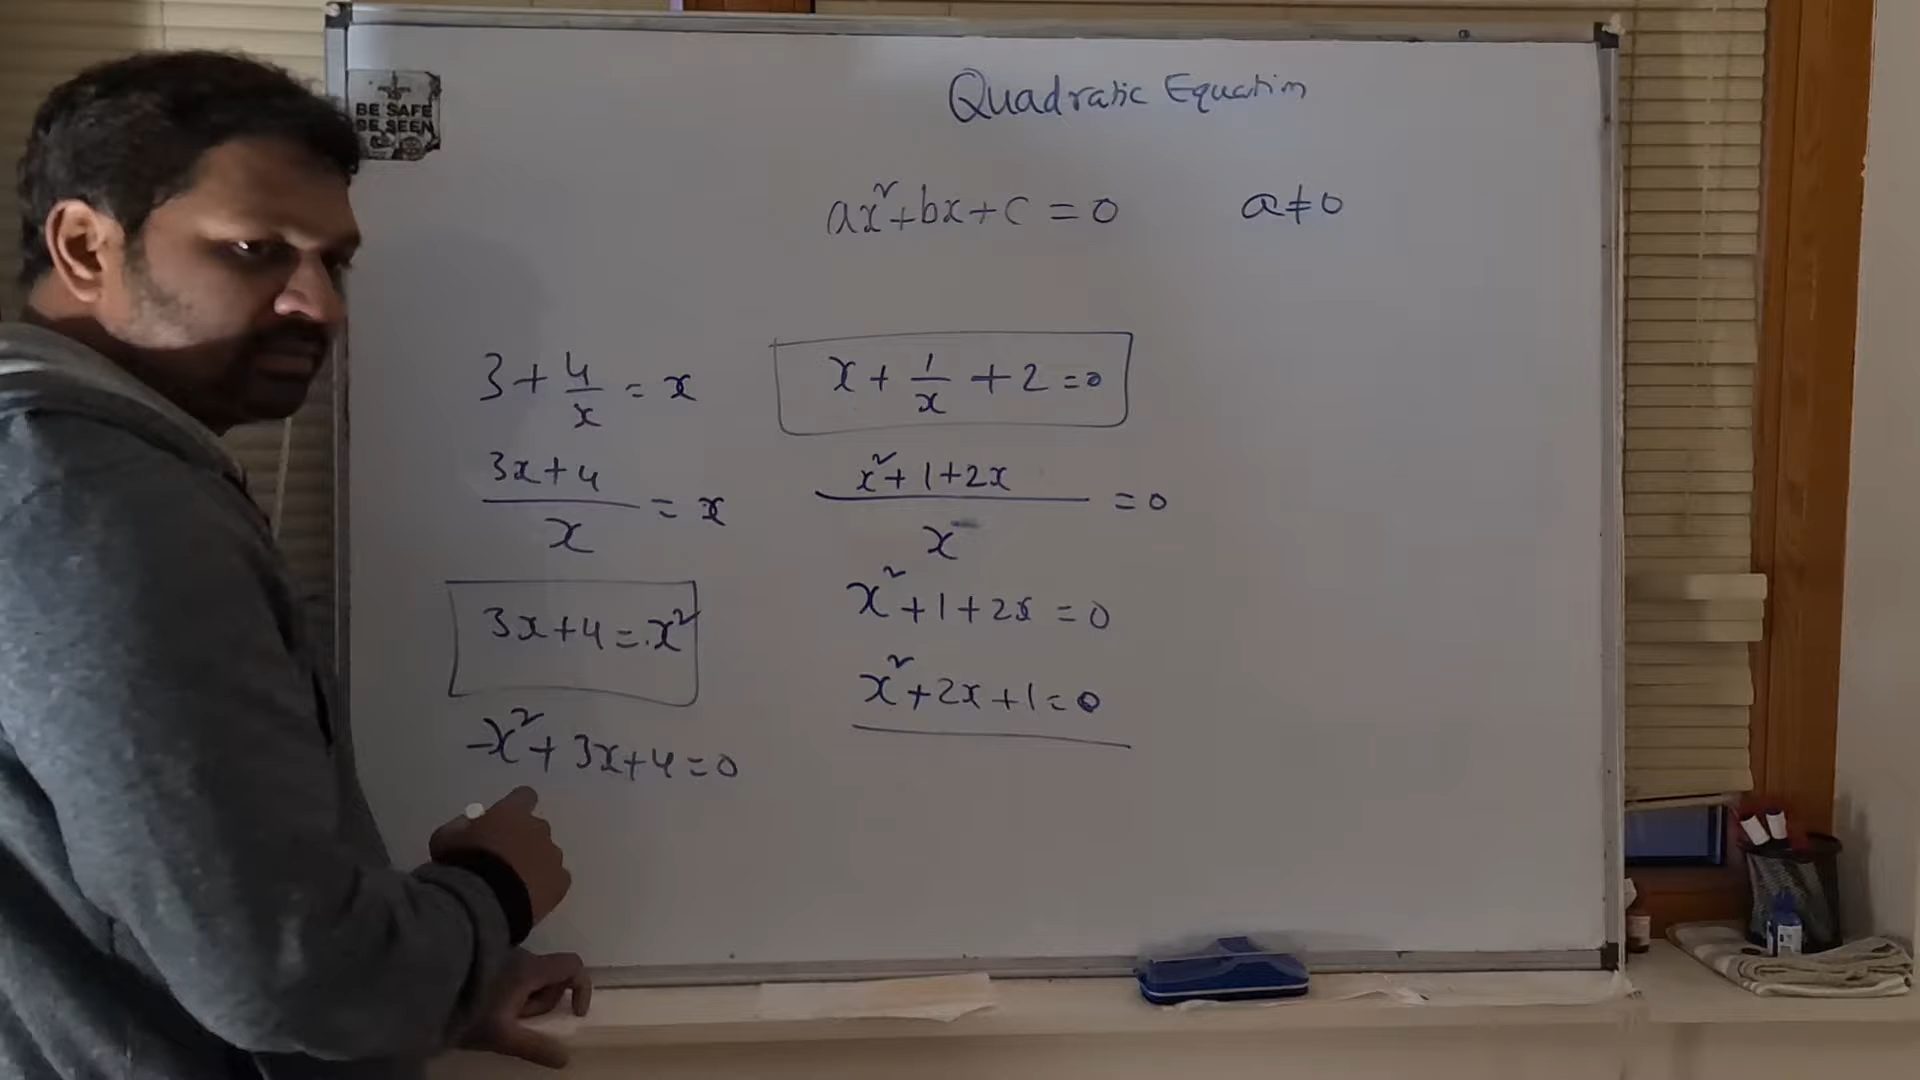 BE SAFE
BE SEEN
Quadratic Equation
ax²+bx+c = 0 a≠0
3 + 4/x = x
(3x+4)/x = x
3x+4 = x²
-x²+3x+4=0
x + 1/x + 2 = 0
(x²+1+2x)/x = 0
x²+1+2x = 0
x²+2x+1=0